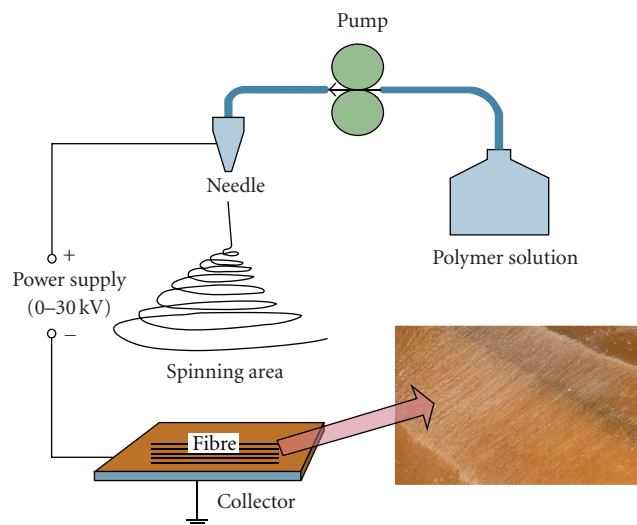 Pump
Needle
Polymer solution
+
Power supply
(0–30 kV)
−
Spinning area
Fibre
Collector